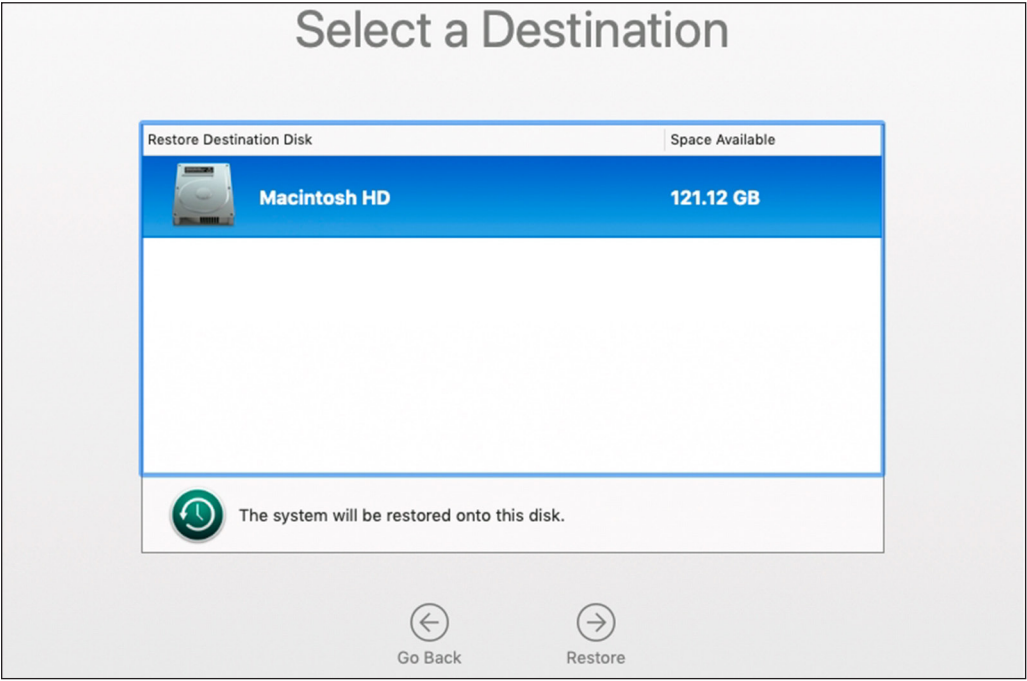 Select a Destination
Restore Destination Disk Space Available
Macintosh HD 121.12 GB
The system will be restored onto this disk.
Go Back Restore